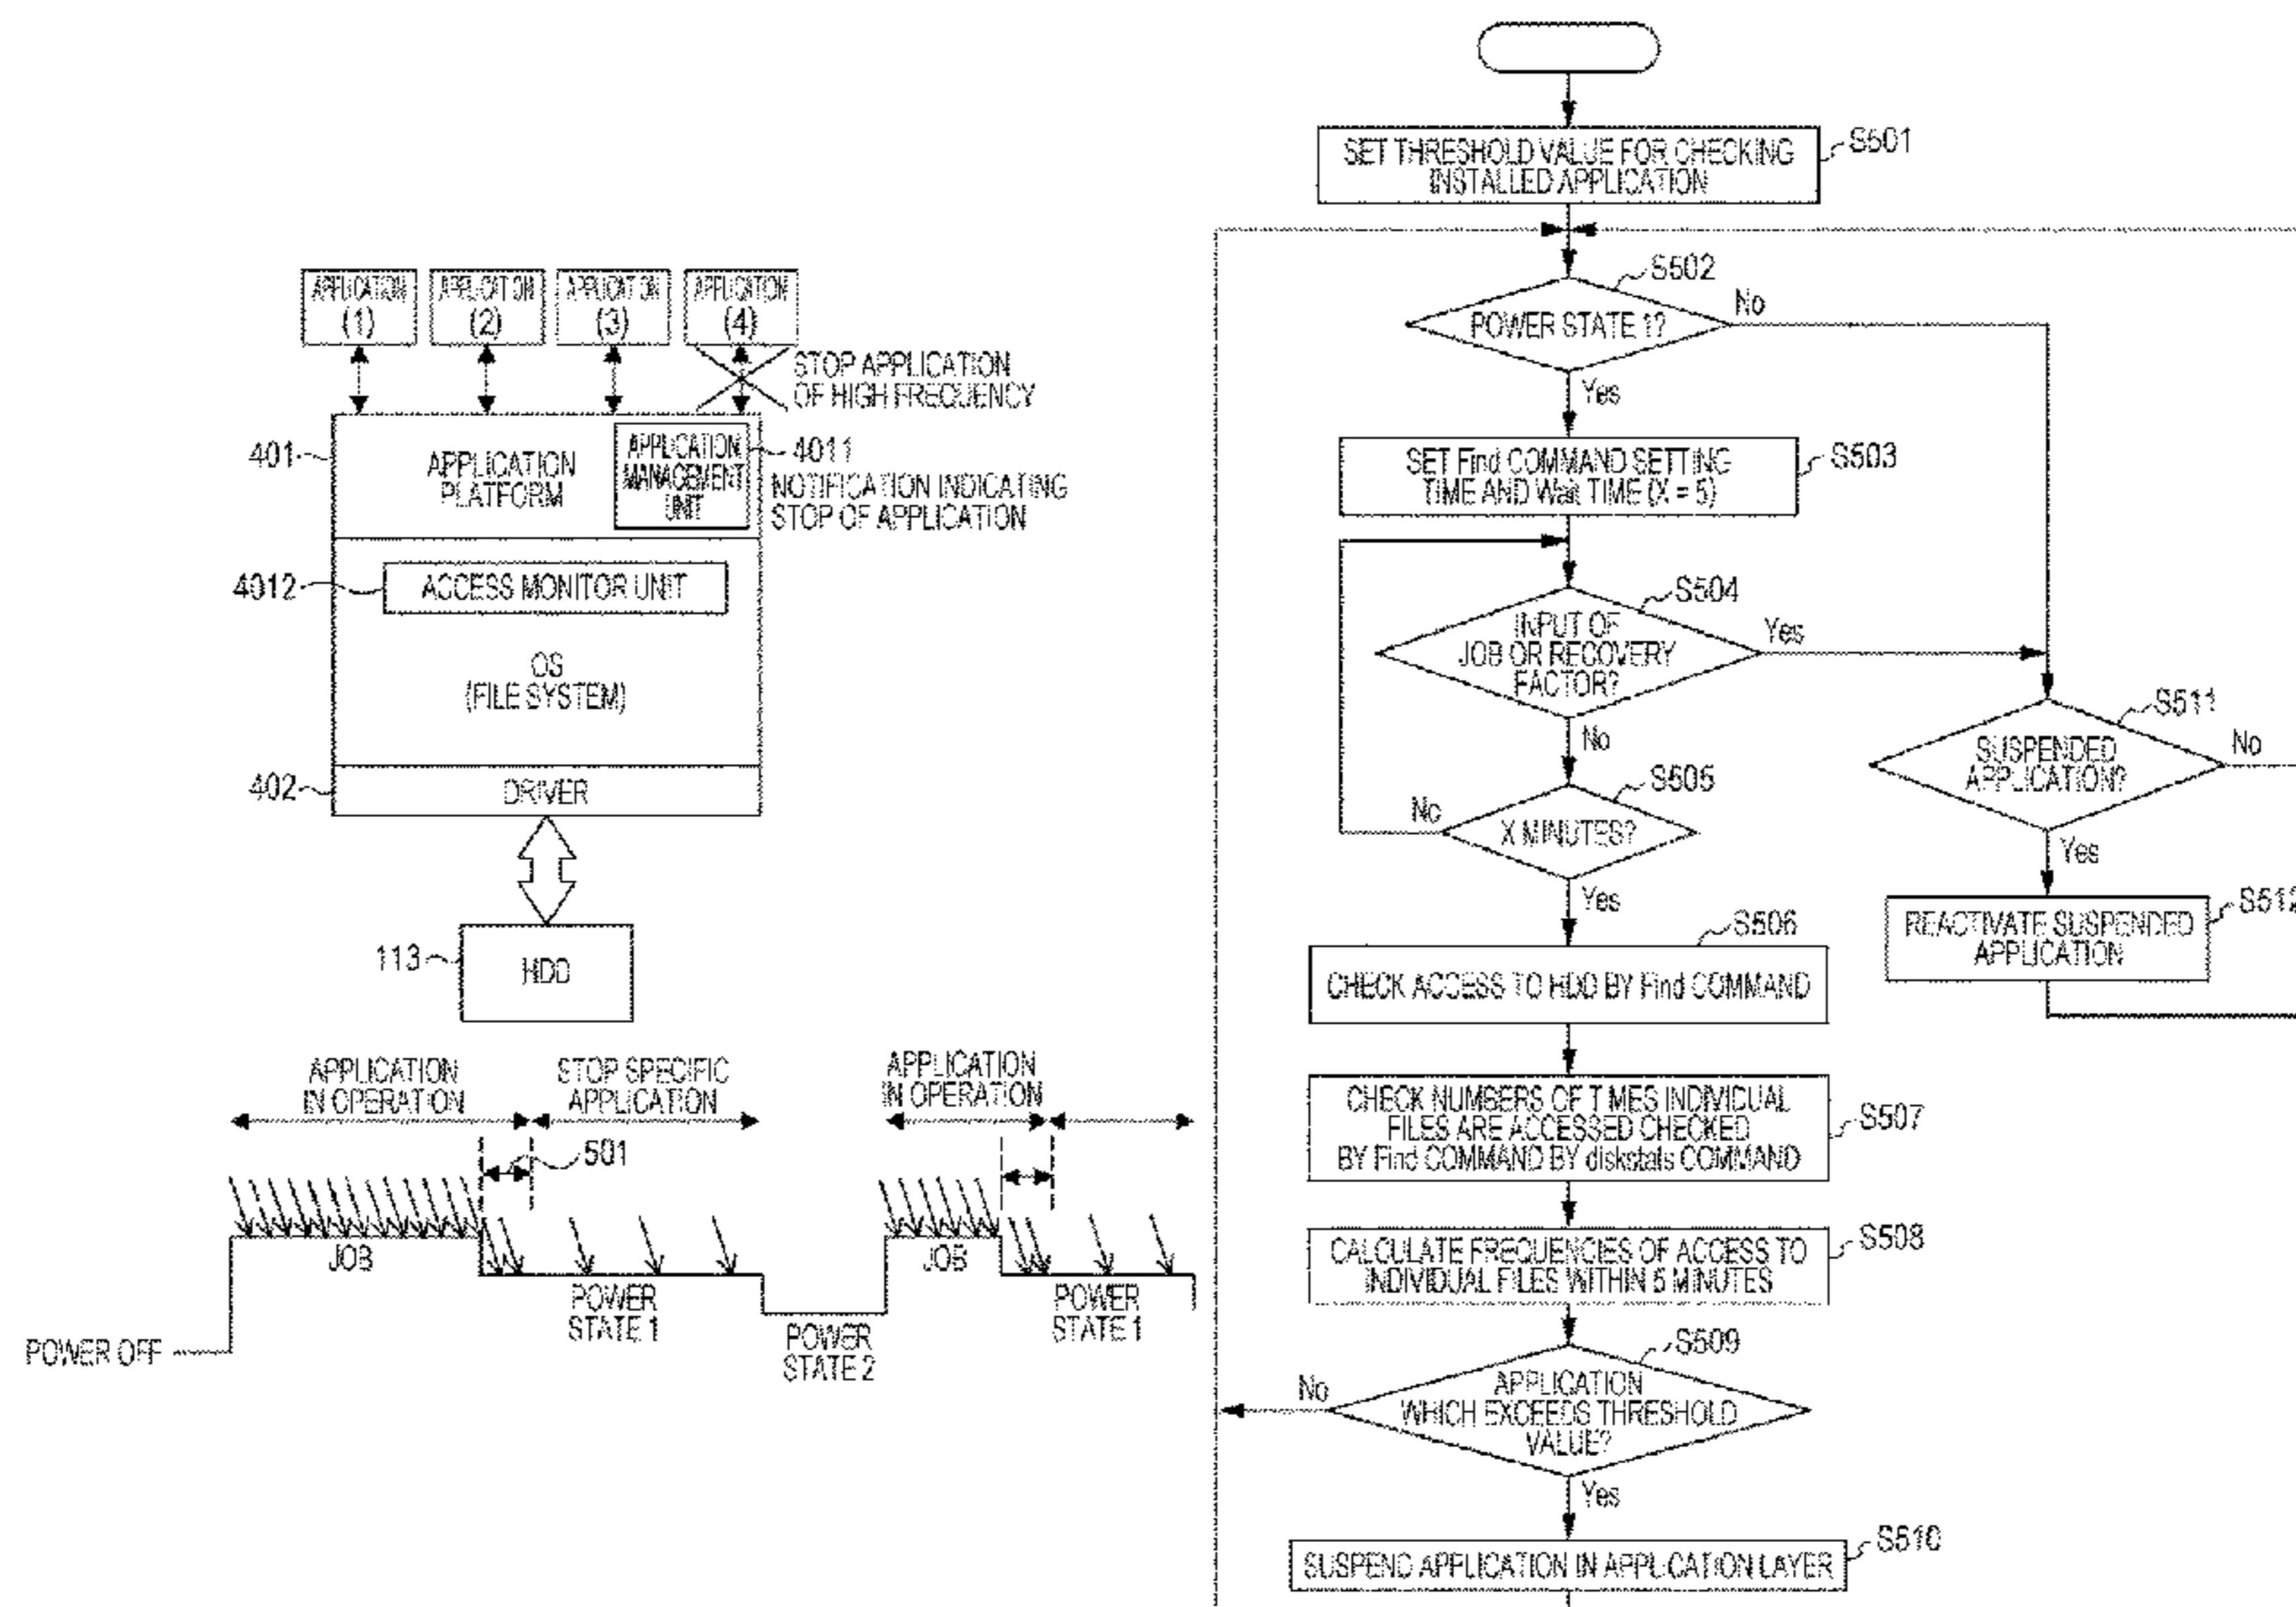 APPLICATION
(1)
APPLICATION
(2)
APPLICATION
(3)
APPLICATION
(4)
STOP APPLICATION
OF HIGH FREQUENCY
401
APPLICATION
PLATFORM
APPLICATION
MANAGEMENT
UNIT
4011
NOTIFICATION INDICATING
STOP OF APPLICATION
4012
ACCESS MONITOR UNIT
OS
(FILE SYSTEM)
402
DRIVER
113
HDD
APPLICATION
IN OPERATION
STOP SPECIFIC
APPLICATION
APPLICATION
IN OPERATION
501
JOB
JOB
POWER
STATE 1
POWER
STATE 1
POWER OFF
POWER
STATE 2
SET THRESHOLD VALUE FOR CHECKING
INSTALLED APPLICATION
S501
S502
POWER STATE 1?
No
Yes
SET Find COMMAND SETTING
TIME AND Wait TIME (X = 5)
S503
S504
INPUT OF
JOB OR RECOVERY
FACTOR?
Yes
No
S505
X MINUTES?
No
Yes
S511
SUSPENDED
APPLICATION?
No
Yes
S512
REACTIVATE SUSPENDED
APPLICATION
S506
CHECK ACCESS TO HDD BY Find COMMAND
CHECK NUMBERS OF TIMES INDIVIDUAL
FILES ARE ACCESSED CHECKED
BY Find COMMAND BY diskstats COMMAND
S507
CALCULATE FREQUENCIES OF ACCESS TO
INDIVIDUAL FILES WITHIN 5 MINUTES
S508
S509
APPLICATION
WHICH EXCEEDS THRESHOLD
VALUE?
No
Yes
SUSPEND APPLICATION IN APPLICATION LAYER
S510